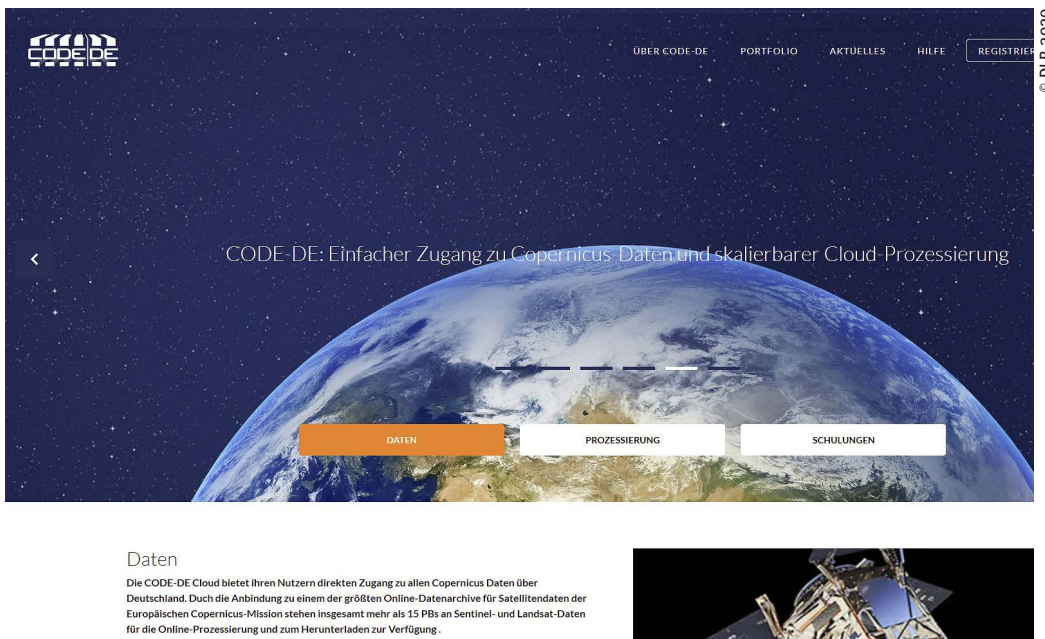 CODE DE
ÜBER CODE-DE
PORTFOLIO
AKTUELLES
HILFE
REGISTRIER
© DLR 2020
CODE-DE: Einfacher Zugang zu Copernicus-Daten und skalierbarer Cloud-Prozessierung
DATEN
PROZESSIERUNG
SCHULUNGEN
Daten
Die CODE-DE Cloud bietet ihren Nutzern direkten Zugang zu allen Copernicus Daten über
Deutschland. Duch die Anbindung zu einem der größten Online-Datenarchive für Satellitendaten der
Europäischen Copernicus-Mission stehen insgesamt mehr als 15 PBs an Sentinel- und Landsat-Daten
für die Online-Prozessierung und zum Herunterladen zur Verfügung .